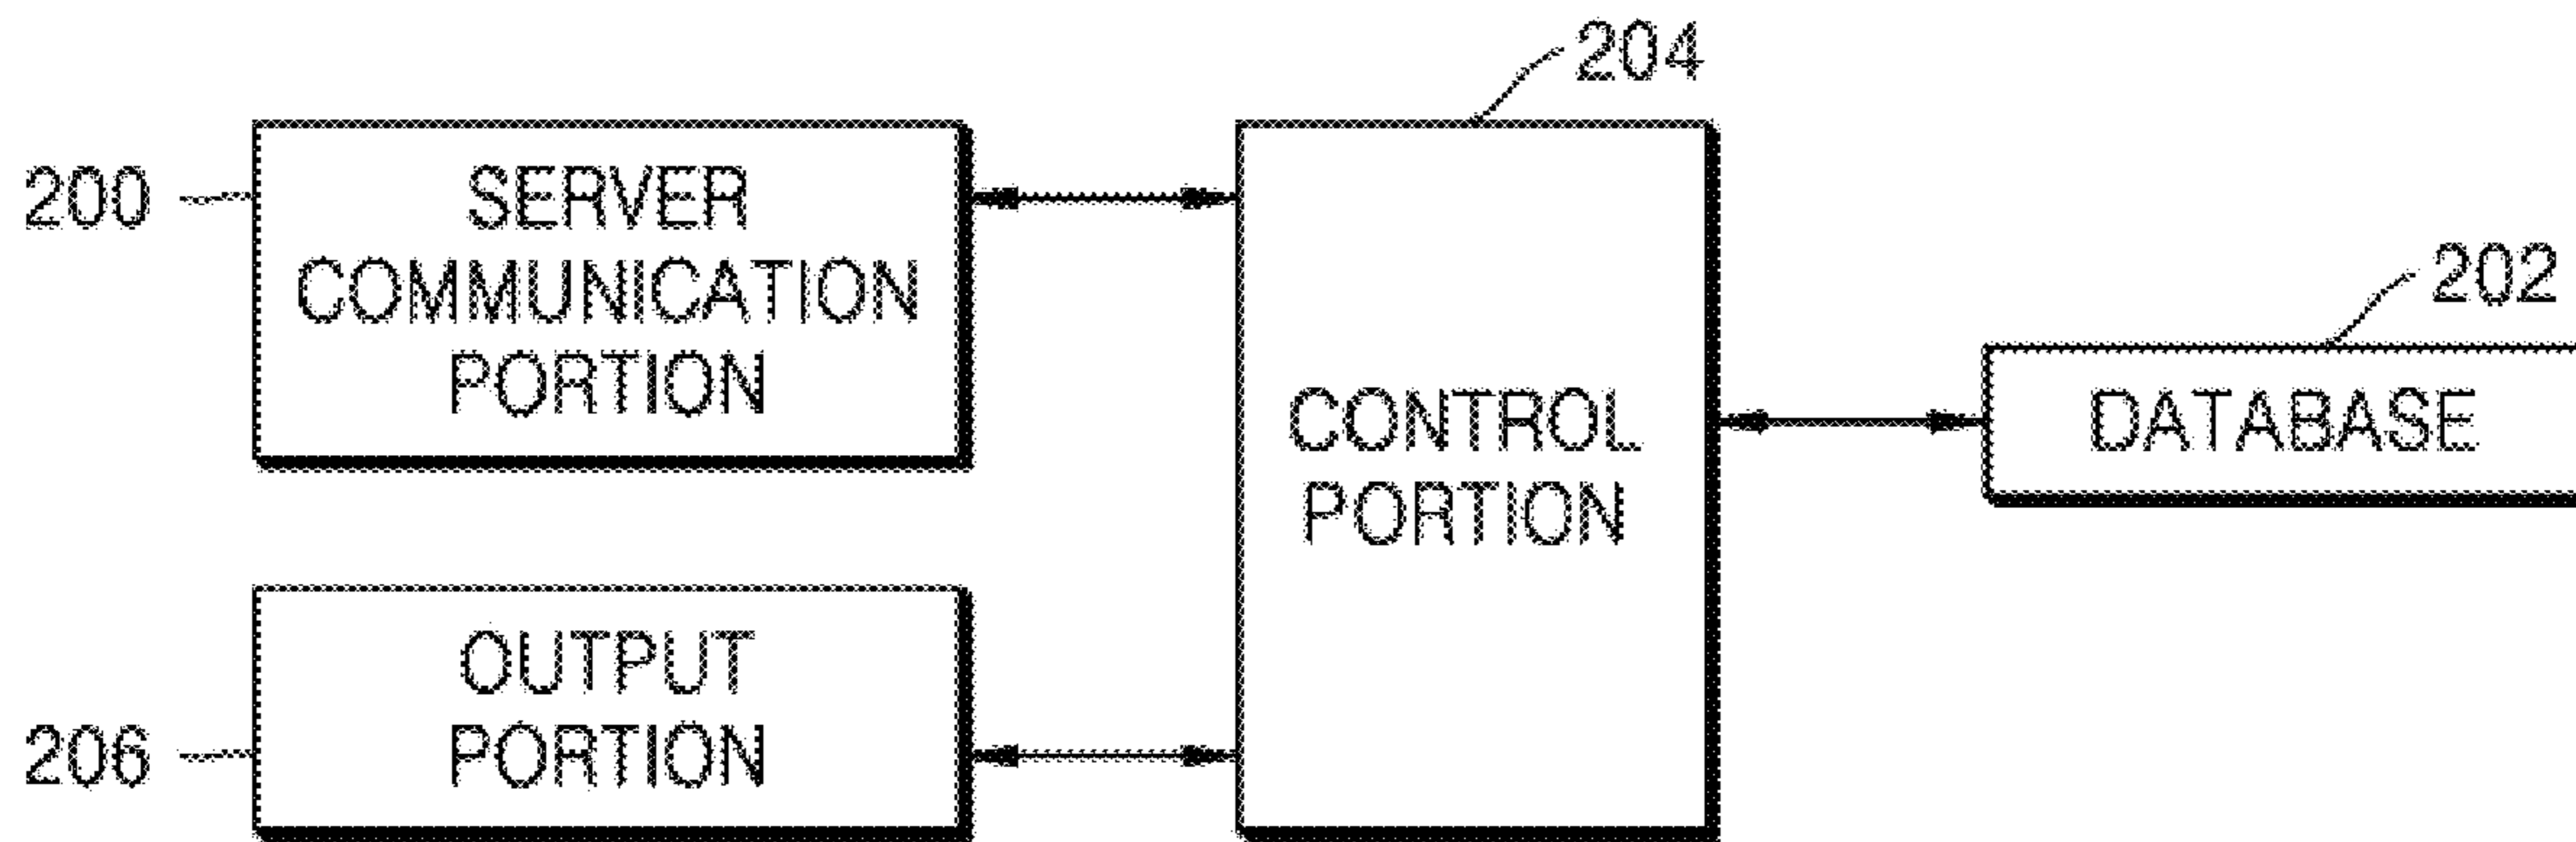 204
200
SERVER
COMMUNICATION
PORTION
202
CONTROL
PORTION
DATABASE
OUTPUT
PORTION
206